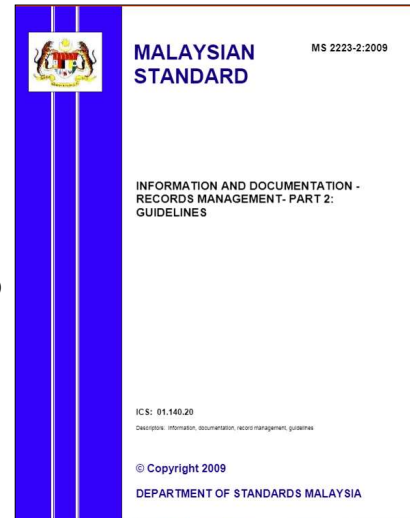 MALAYSIAN
STANDARD
MS 2223-2:2009
INFORMATION AND DOCUMENTATION -
RECORDS MANAGEMENT- PART 2:
GUIDELINES
ICS: 01.140.20
Descriptors: information, documentation, record management, guidelines
© Copyright 2009
DEPARTMENT OF STANDARDS MALAYSIA